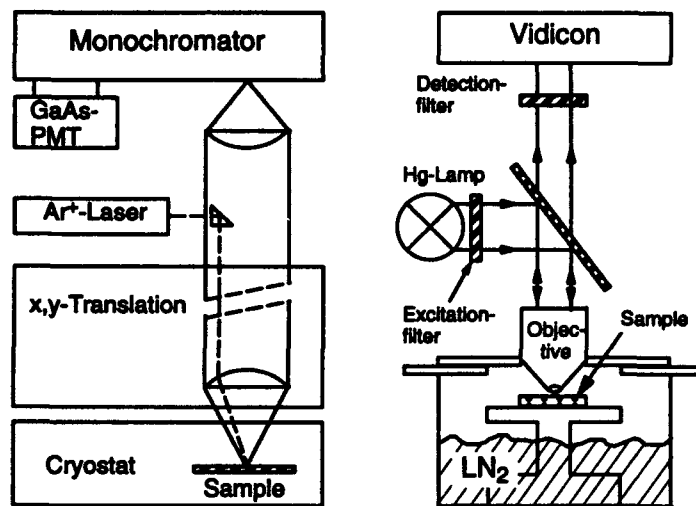 Monochromator
GaAs-
PMT
Ar⁺-Laser
x,y-Translation
Cryostat
Sample
Vidicon
Detection-
filter
Hg-Lamp
Excitation-
filter
Objec-
tive
Sample
LN₂